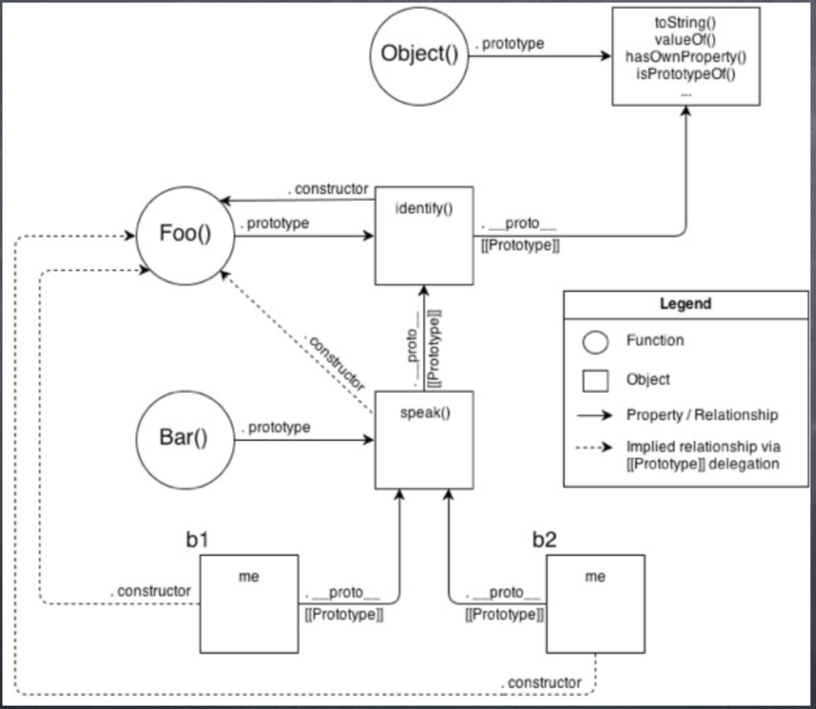 Object()
. prototype
toString()
valueOf()
hasOwnProperty()
isPrototypeOf()
...
. constructor
Foo()
. prototype
identify()
. __proto__
[[Prototype]]
. constructor
. __proto__
[[Prototype]]
Bar()
. prototype
speak()
Legend
Function
Object
Property / Relationship
Implied relationship via
[[Prototype]] delegation
b1
me
. constructor
. __proto__
[[Prototype]]
b2
me
. __proto__
[[Prototype]]
. constructor